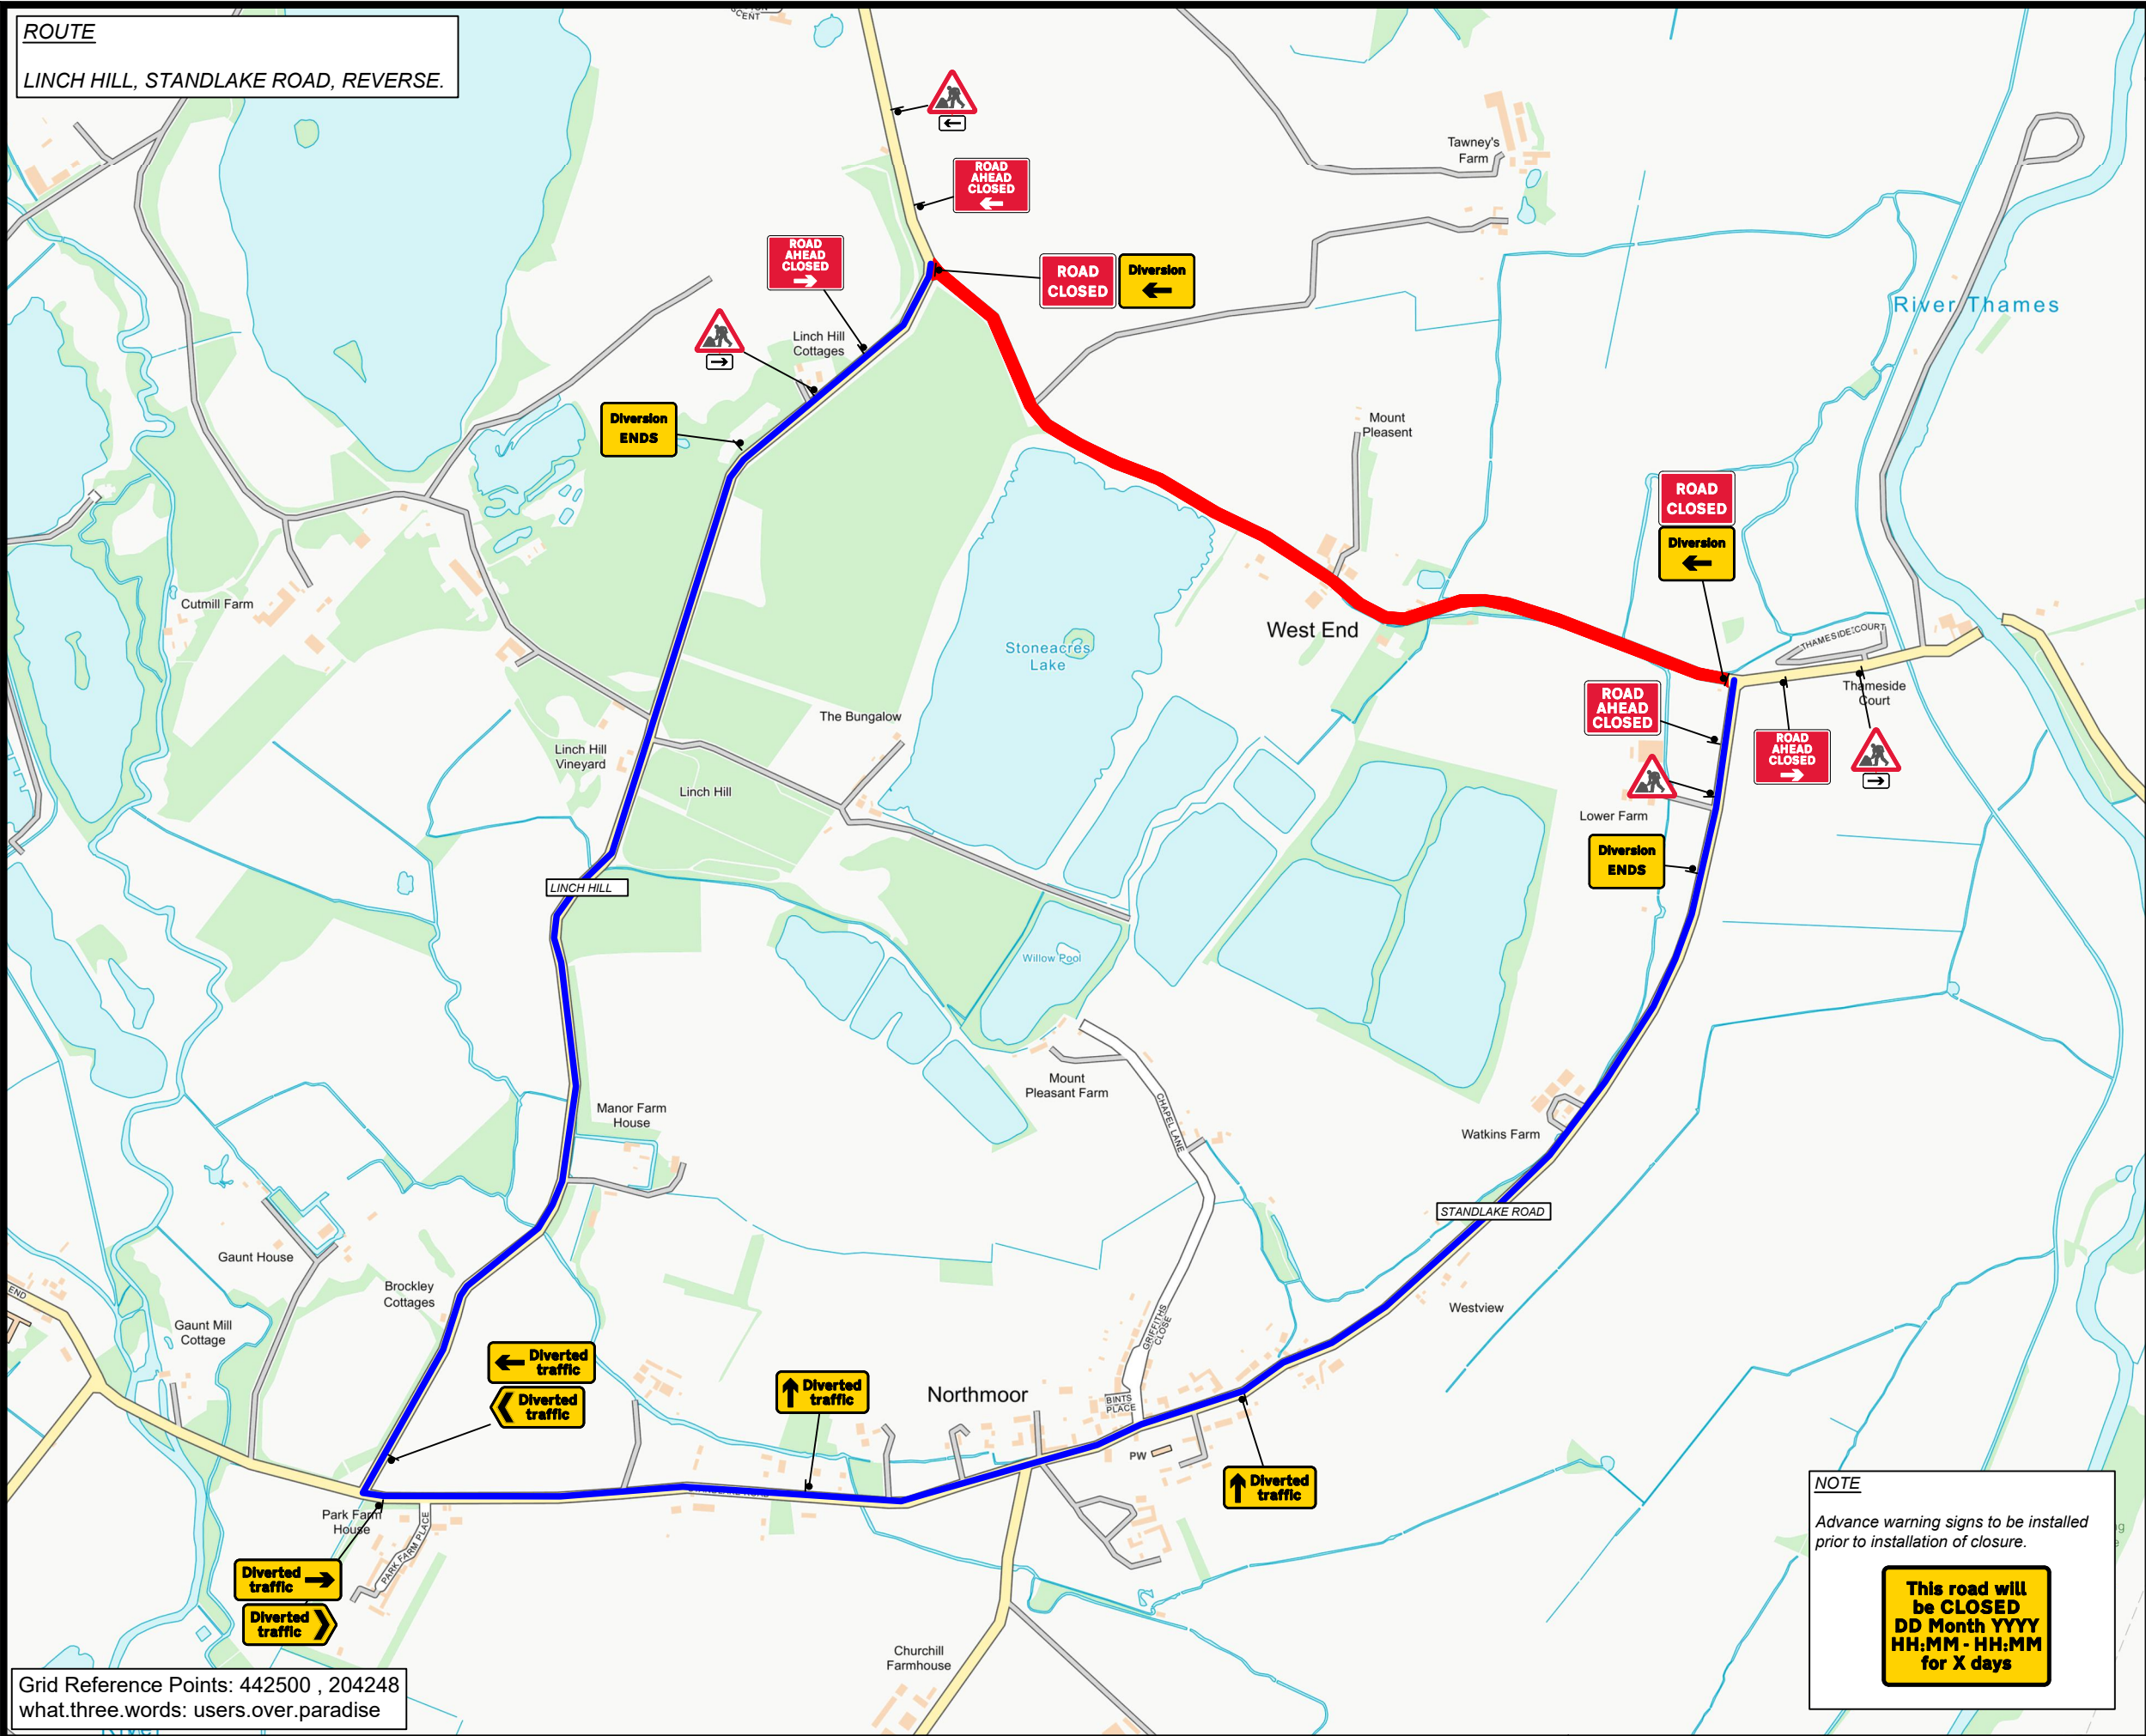 ROUTE
LINCH HILL, STANDLAKE ROAD, REVERSE.
Tawney's
Farm
ROAD
AHEAD
CLOSED
ROAD
AHEAD
CLOSED
ROAD
CLOSED
Diversion
River Thames
Linch Hill
Cottages
Diversion
ENDS
Mount
Pleasent
ROAD
CLOSED
Diversion
Cutmill Farm
West End
THAMESIDE COURT
Stoneacres
Lake
Thameside
Court
ROAD
AHEAD
CLOSED
The Bungalow
Linch Hill
Vineyard
ROAD
AHEAD
CLOSED
Linch Hill
Lower Farm
Diversion
ENDS
LINCH HILL
Willow Pool
Mount
Pleasant Farm
Manor Farm
House
CHAPEL LANE
Watkins Farm
STANDLAKE ROAD
Gaunt House
Brockley
Cottages
END
Gaunt Mill
Cottage
Westview
GRIFFITHS
CLOSE
Diverted
traffic
Diverted
traffic
Diverted
traffic
Northmoor
BINTS
PLACE
PW
Diverted
traffic
Park Farm
House
PARK FARM PLACE
Diverted
traffic
Diverted
traffic
Churchill
Farmhouse
NOTE
Advance warning signs to be installed
prior to installation of closure.
This road will
be CLOSED
DD Month YYYY
HH:MM - HH:MM
for X days
Grid Reference Points: 442500 , 204248
what.three.words: users.over.paradise